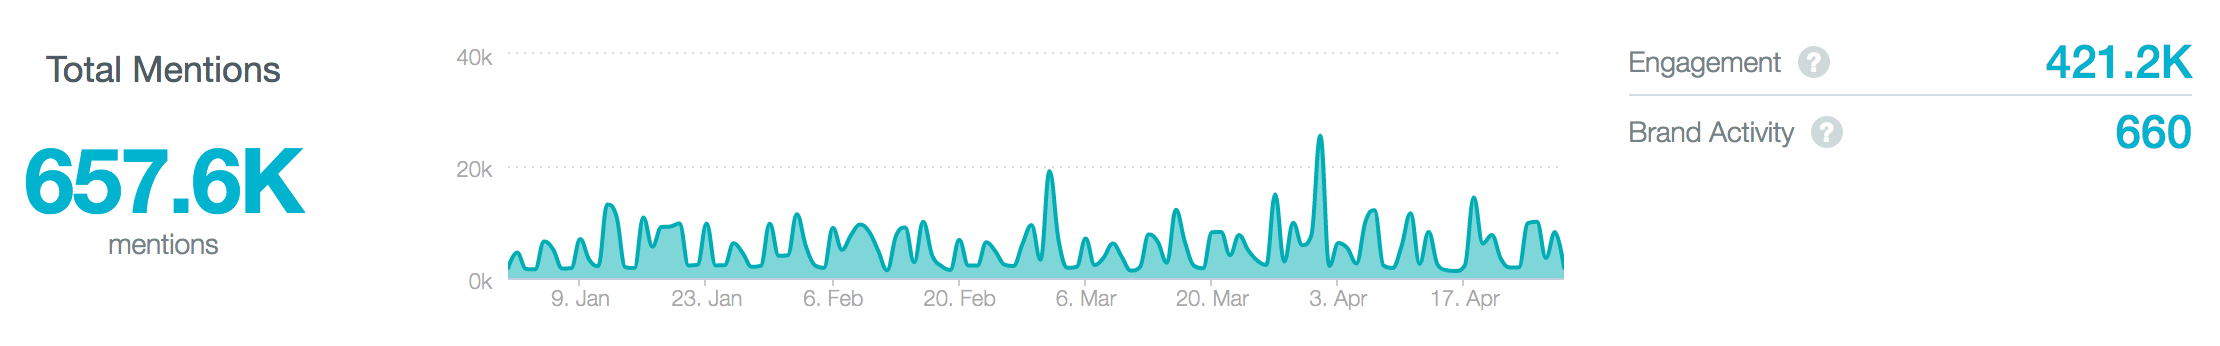 Total Mentions
657.6K
mentions
40k
20k
0k
9. Jan 23. Jan 6. Feb 20. Feb 6. Mar 20. Mar 3. Apr 17. Apr
Engagement ? 421.2K
Brand Activity ? 660